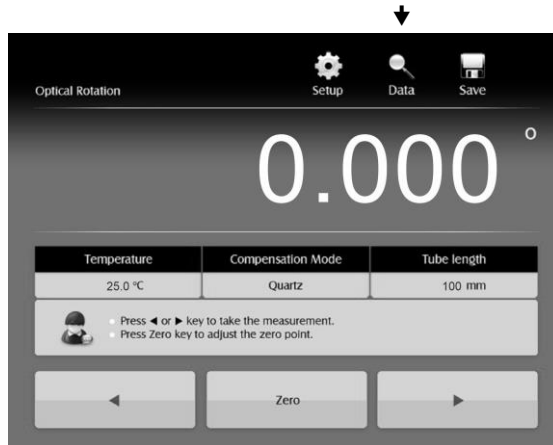 Optical Rotation
Setup
Data
Save
0.000 °
Temperature
Compensation Mode
Tube length
25.0 °C
Quartz
100 mm
Press ◀ or ▶ key to take the measurement.
Press Zero key to adjust the zero point.
Zero